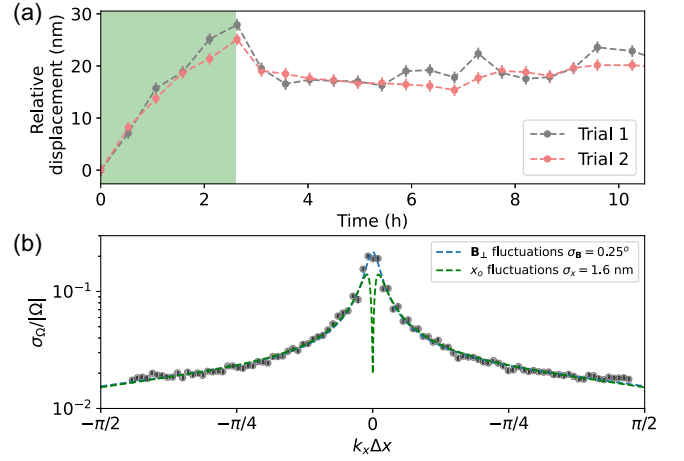 (a)
30
20
10
0
Relative
displacement (nm)
Trial 1
Trial 2
0 2 4 6 8 10
Time (h)
(b)
B⊥ fluctuations σB = 0.25°
xo fluctuations σx = 1.6 nm
10⁻¹
10⁻²
σΩ/|Ω|
−π/2 −π/4 0 −π/4 π/2
kxΔx